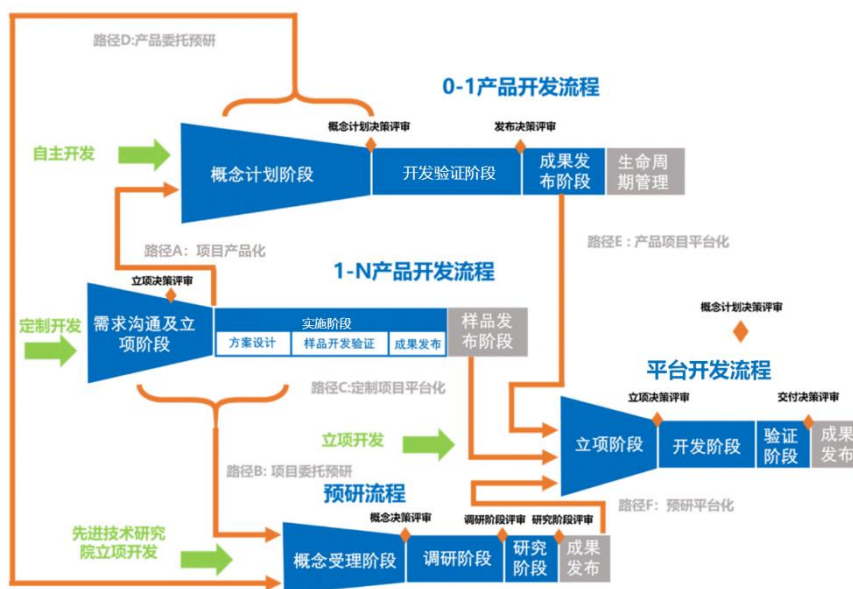 路径D:产品委托预研
0-1产品开发流程
概念计划决策评审
发布决策评审
自主开发
概念计划阶段
开发验证阶段
成果发
布阶段
生命周
期管理
路径A：项目产品化
路径E：产品项目平台化
1-N产品开发流程
立项决策评审
概念计划决策评审
定制开发
需求沟通及立
项阶段
实施阶段
方案设计
样品开发验证
成果发布
样品发
布阶段
路径C:定制项目平台化
平台开发流程
立项决策评审
交付决策评审
立项开发
立项阶段
开发阶段
验证
阶段
成果
发布
路径B: 项目委托预研
预研流程
路径F：预研平台化
概念决策评审
调研阶段评审
研究阶段评审
先进技术研究
院立项开发
概念受理阶段
调研阶段
研究
阶段
成果
发布